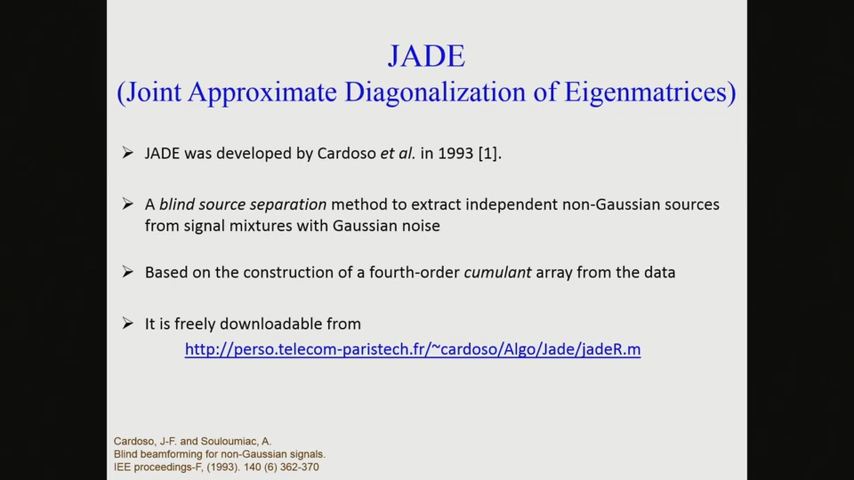 JADE
(Joint Approximate Diagonalization of Eigenmatrices)
➢ JADE was developed by Cardoso et al. in 1993 [1].
➢ A blind source separation method to extract independent non-Gaussian sources
from signal mixtures with Gaussian noise
➢ Based on the construction of a fourth-order cumulant array from the data
➢ It is freely downloadable from
http://perso.telecom-paristech.fr/~cardoso/Algo/Jade/jadeR.m
Cardoso, J-F. and Souloumiac, A.
Blind beamforming for non-Gaussian signals.
IEE proceedings-F, (1993). 140 (6) 362-370